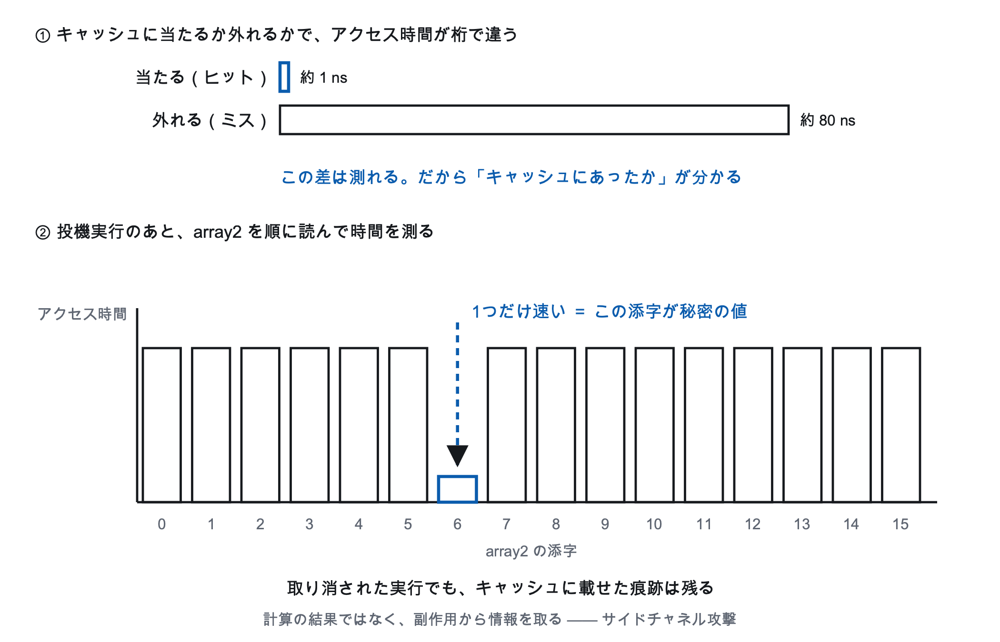 ① キャッシュに当たるか外れるかで、アクセス時間が桁で違う
当たる ( ヒット ) 約 1 ns
外れる ( ミス ) 約 80 ns
この差は測れる。だから「キャッシュにあったか」が分かる
② 投機実行のあと、array2 を順に読んで時間を測る
アクセス時間
1つだけ速い = この添字が秘密の値
0 1 2 3 4 5 6 7 8 9 10 11 12 13 14 15
array2 の添字
取り消された実行でも、キャッシュに載せた痕跡は残る
計算の結果ではなく、副作用から情報を取る —— サイドチャネル攻撃